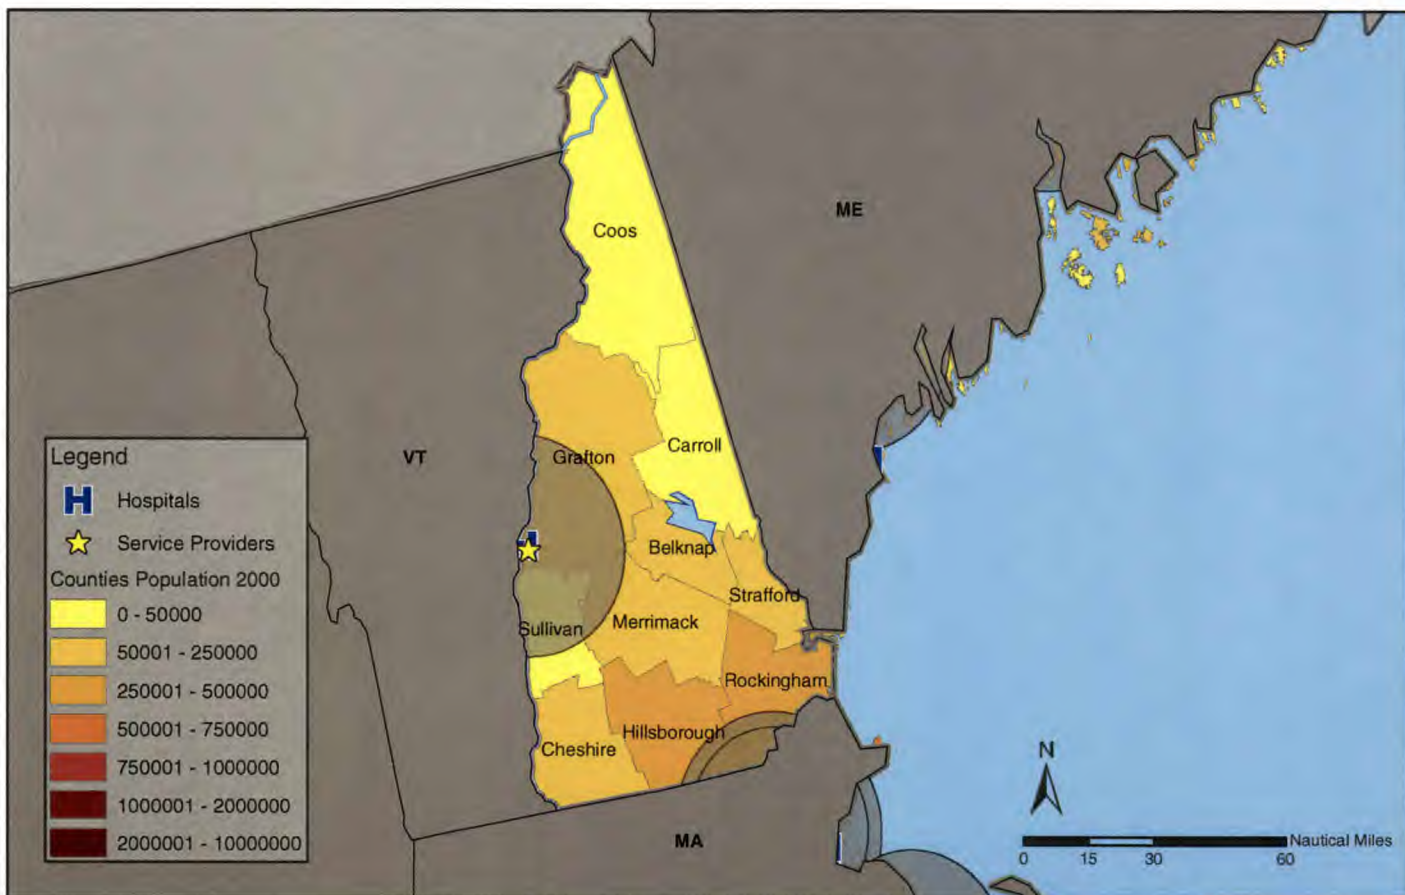 Coos
ME
Carroll
VT
Grafton
Belknap
Strafford
Merrimack
Sullivan
Rockingham
Hillsborough
Cheshire
MA
Legend
H Hospitals
Service Providers
Counties Population 2000
0 - 50000
50001 - 250000
250001 - 500000
500001 - 750000
750001 - 1000000
1000001 - 2000000
2000001 - 10000000
N
Nautical Miles
0 15 30 60